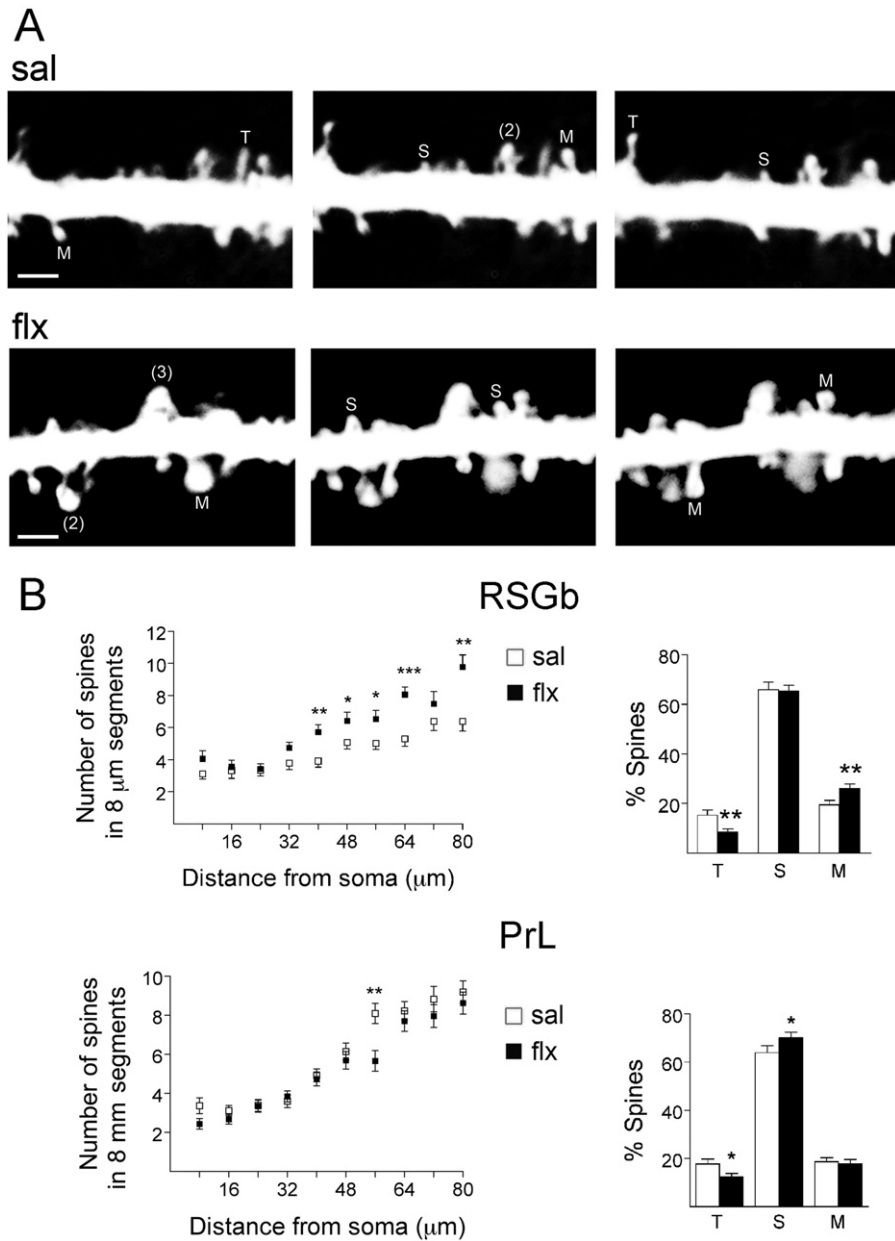 A
sal
T
M
S
(2)
M
T
S
flx
(3)
(2)
M
S
S
M
M
B
RSGb
Number of spines
in 8 μm segments
12
10
8
6
4
2
** * * *** **
16 32 48 64 80
Distance from soma (μm)
sal
flx
% Spines
80
60
40
20
**
**
T S M
PrL
Number of spines
in 8 mm segments
10
8
6
4
2
**
16 32 48 64 80
Distance from soma (μm)
sal
flx
% Spines
80
60
40
20
*
*
T S M